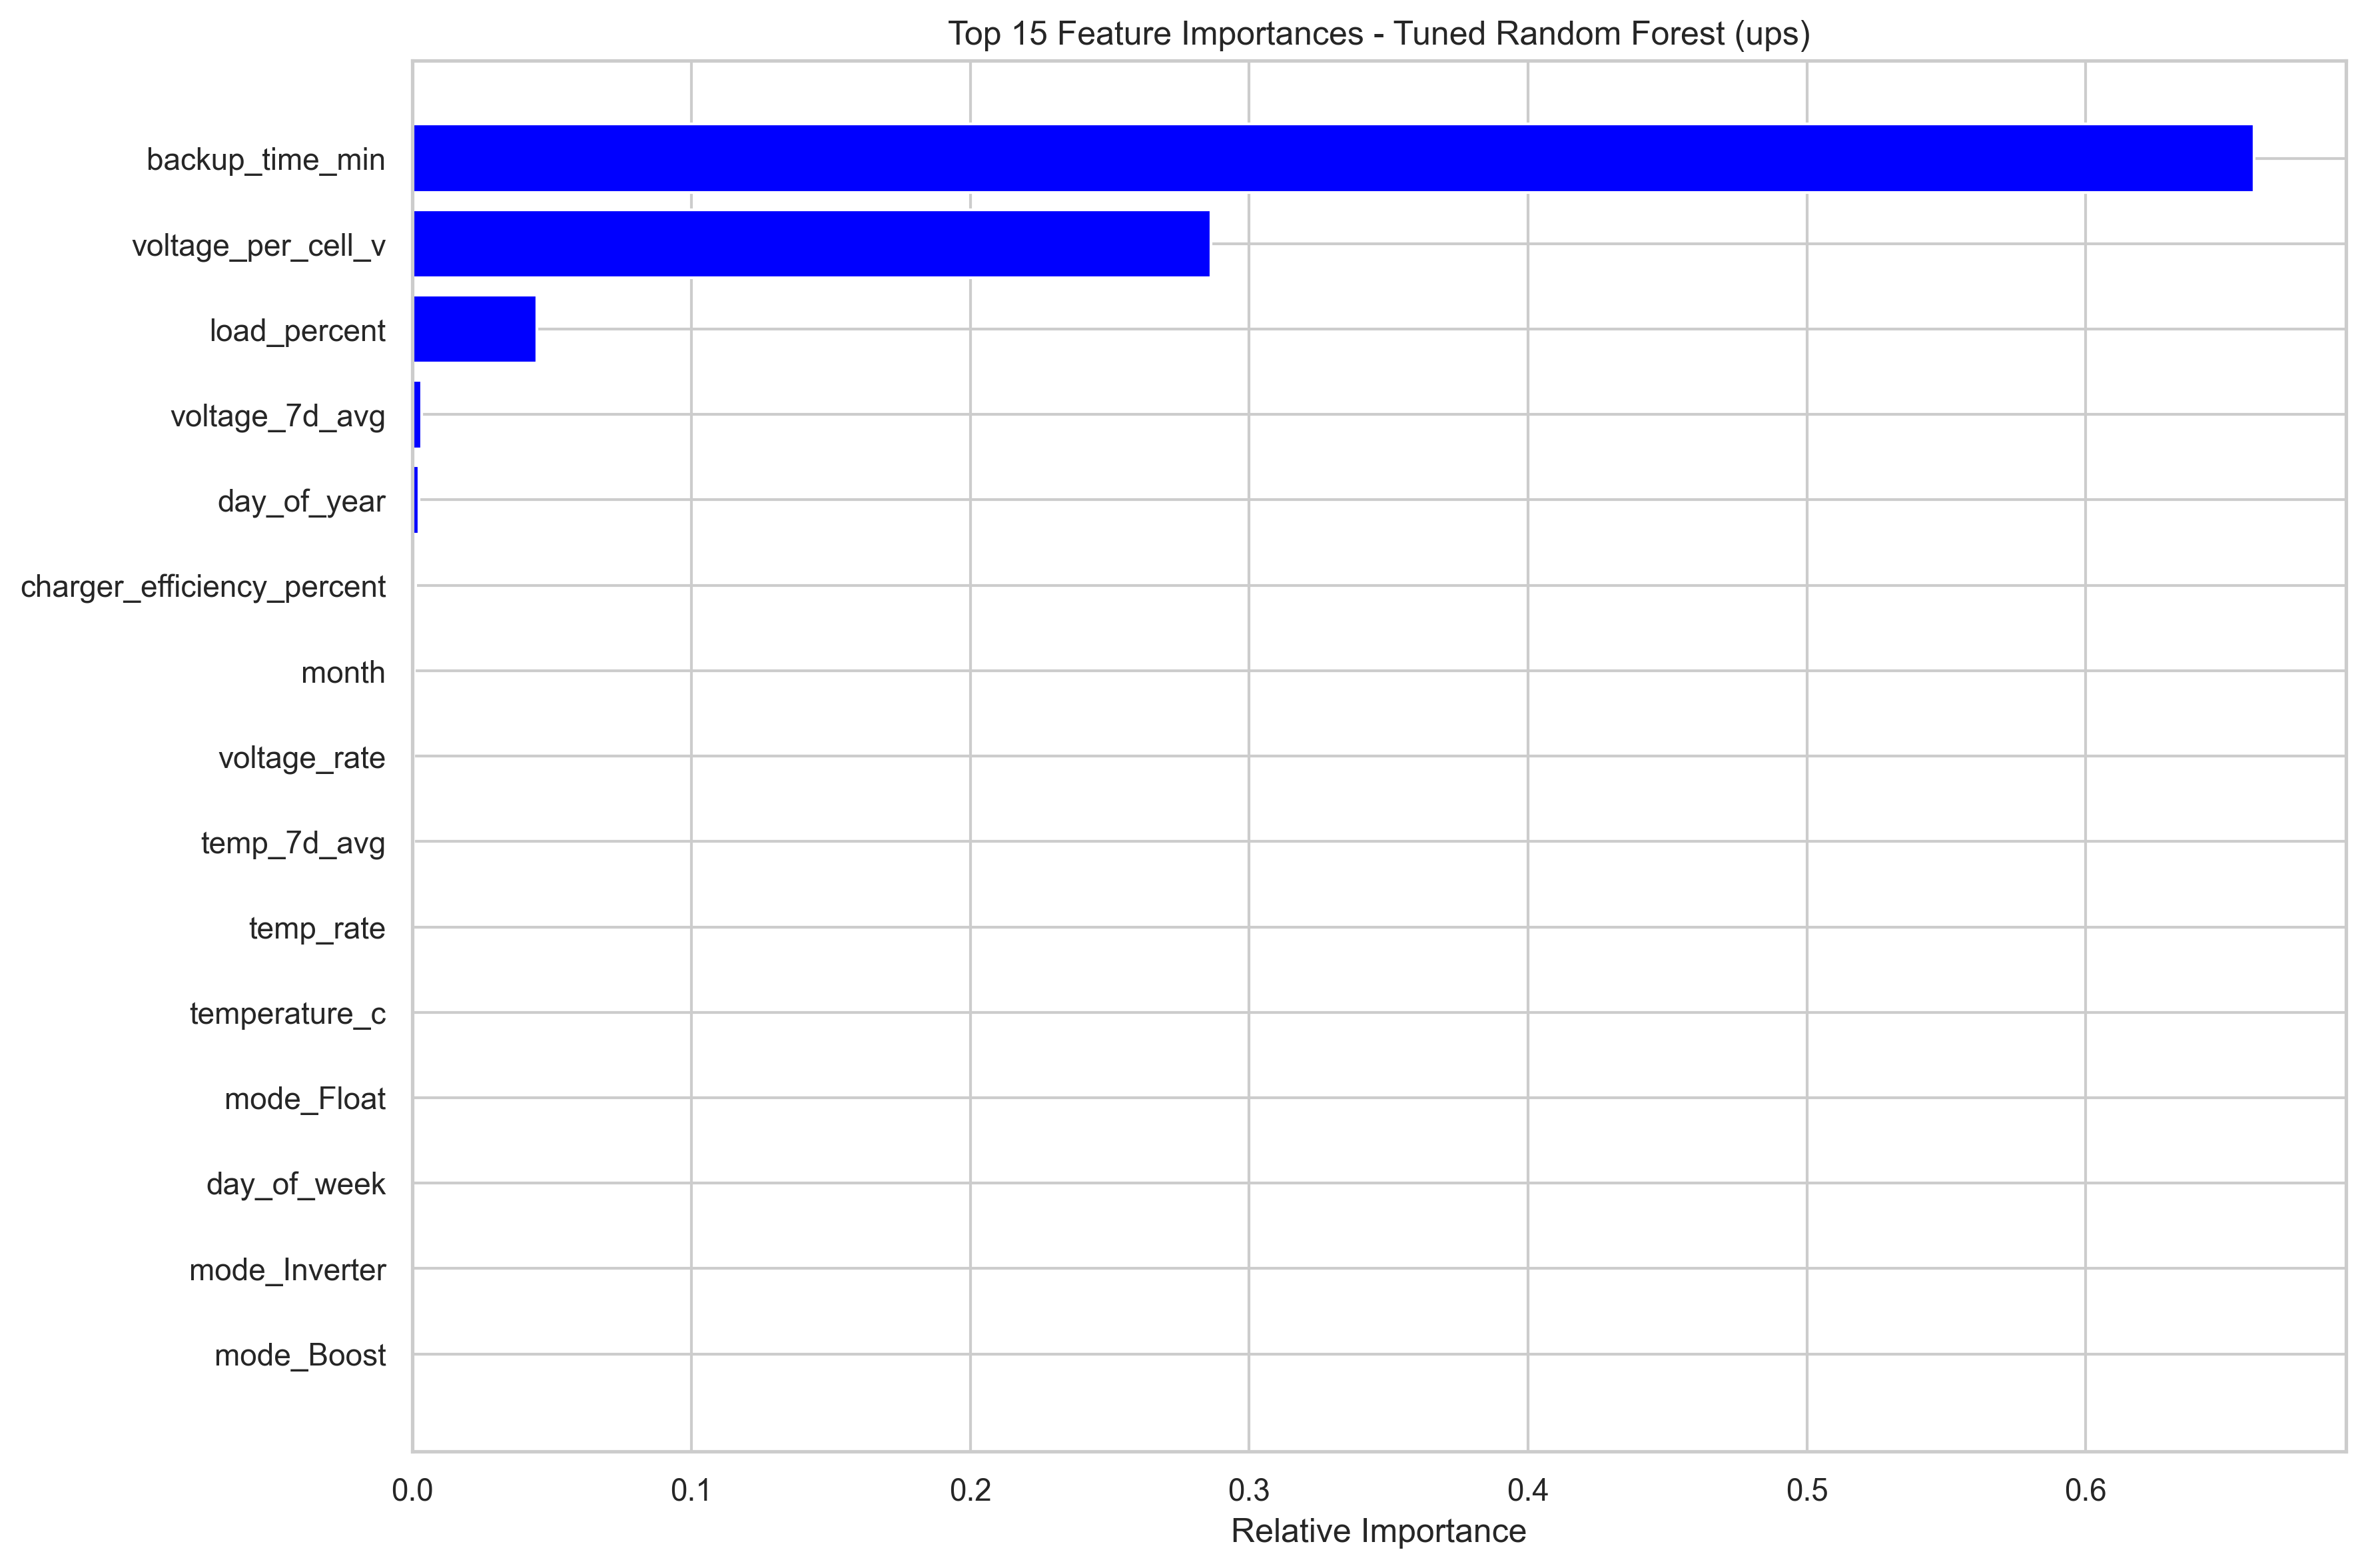 Top 15 Feature Importances - Tuned Random Forest (ups)
backup_time_min
voltage_per_cell_v
load_percent
voltage_7d_avg
day_of_year
charger_efficiency_percent
month
voltage_rate
temp_7d_avg
temp_rate
temperature_c
mode_Float
day_of_week
mode_Inverter
mode_Boost
0.0 0.1 0.2 0.3 0.4 0.5 0.6
Relative Importance